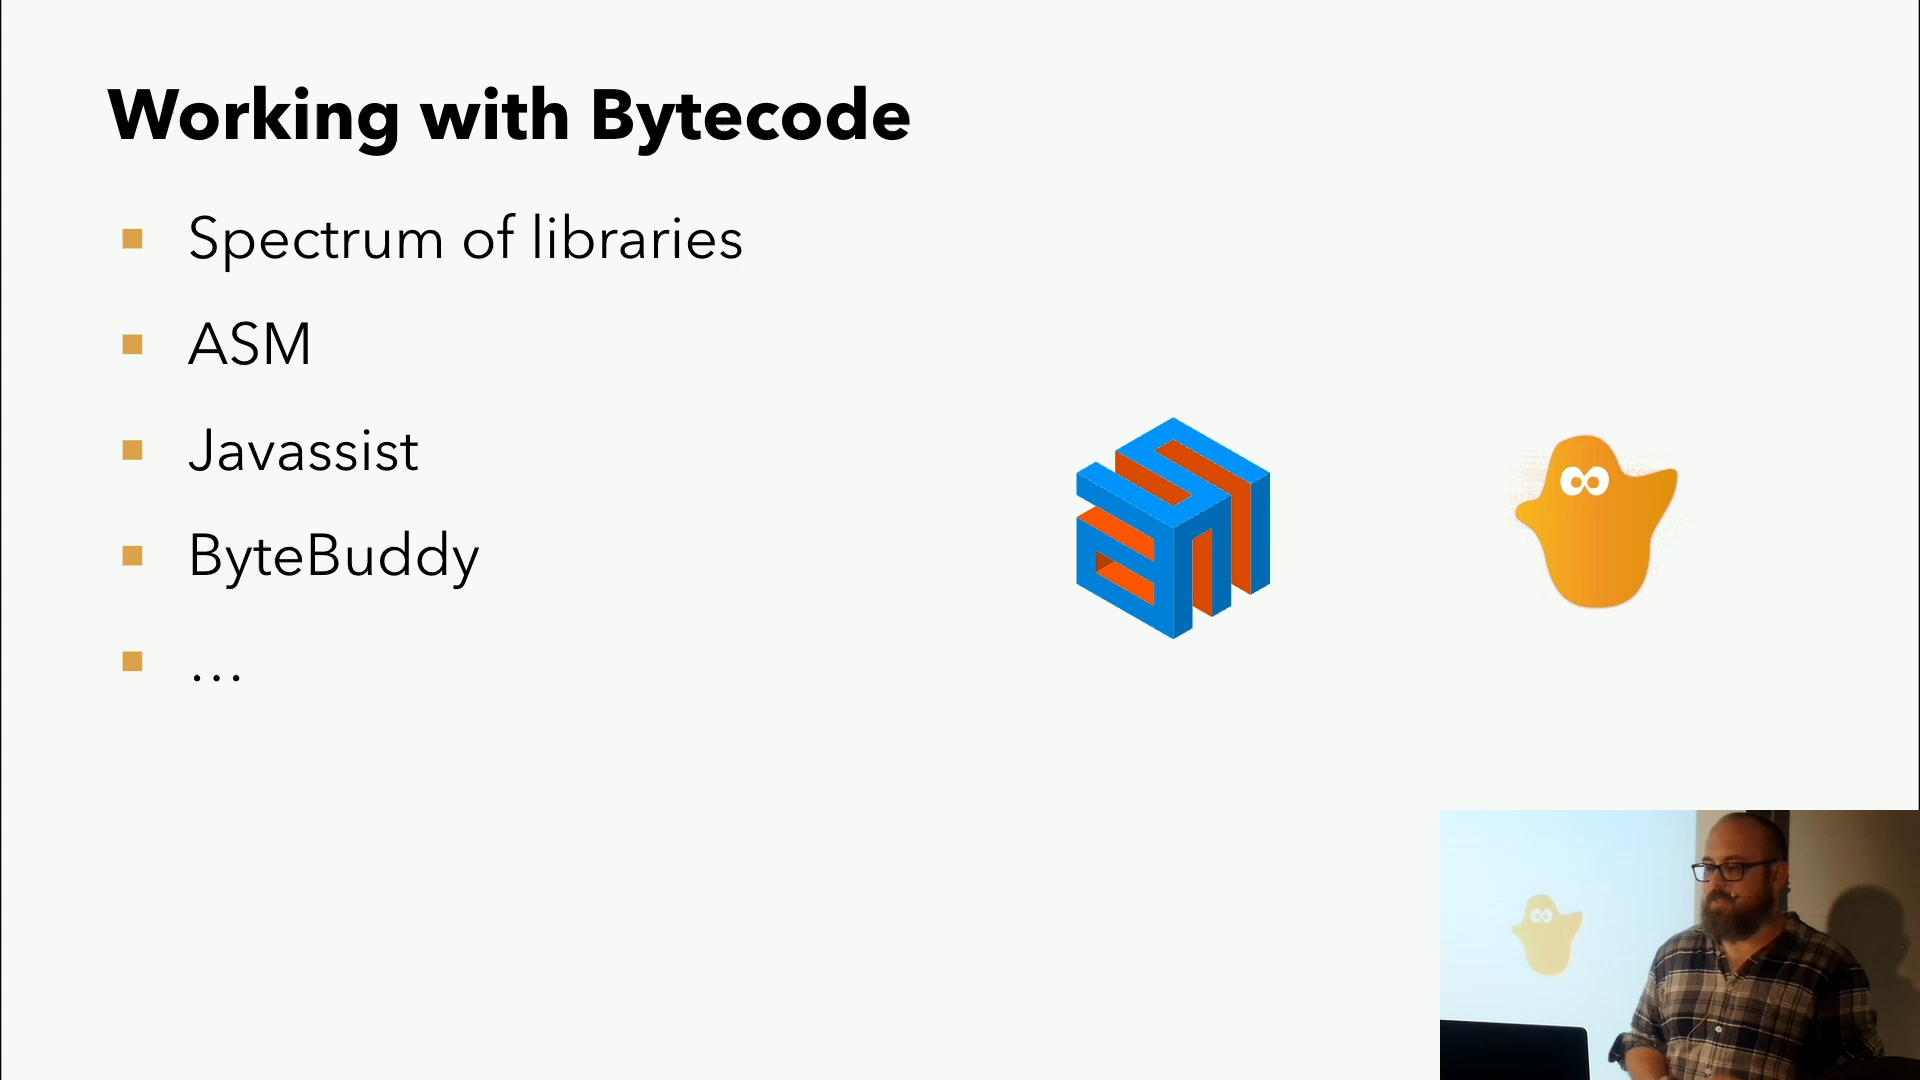 Working with Bytecode
Spectrum of libraries
ASM
Javassist
ByteBuddy
…